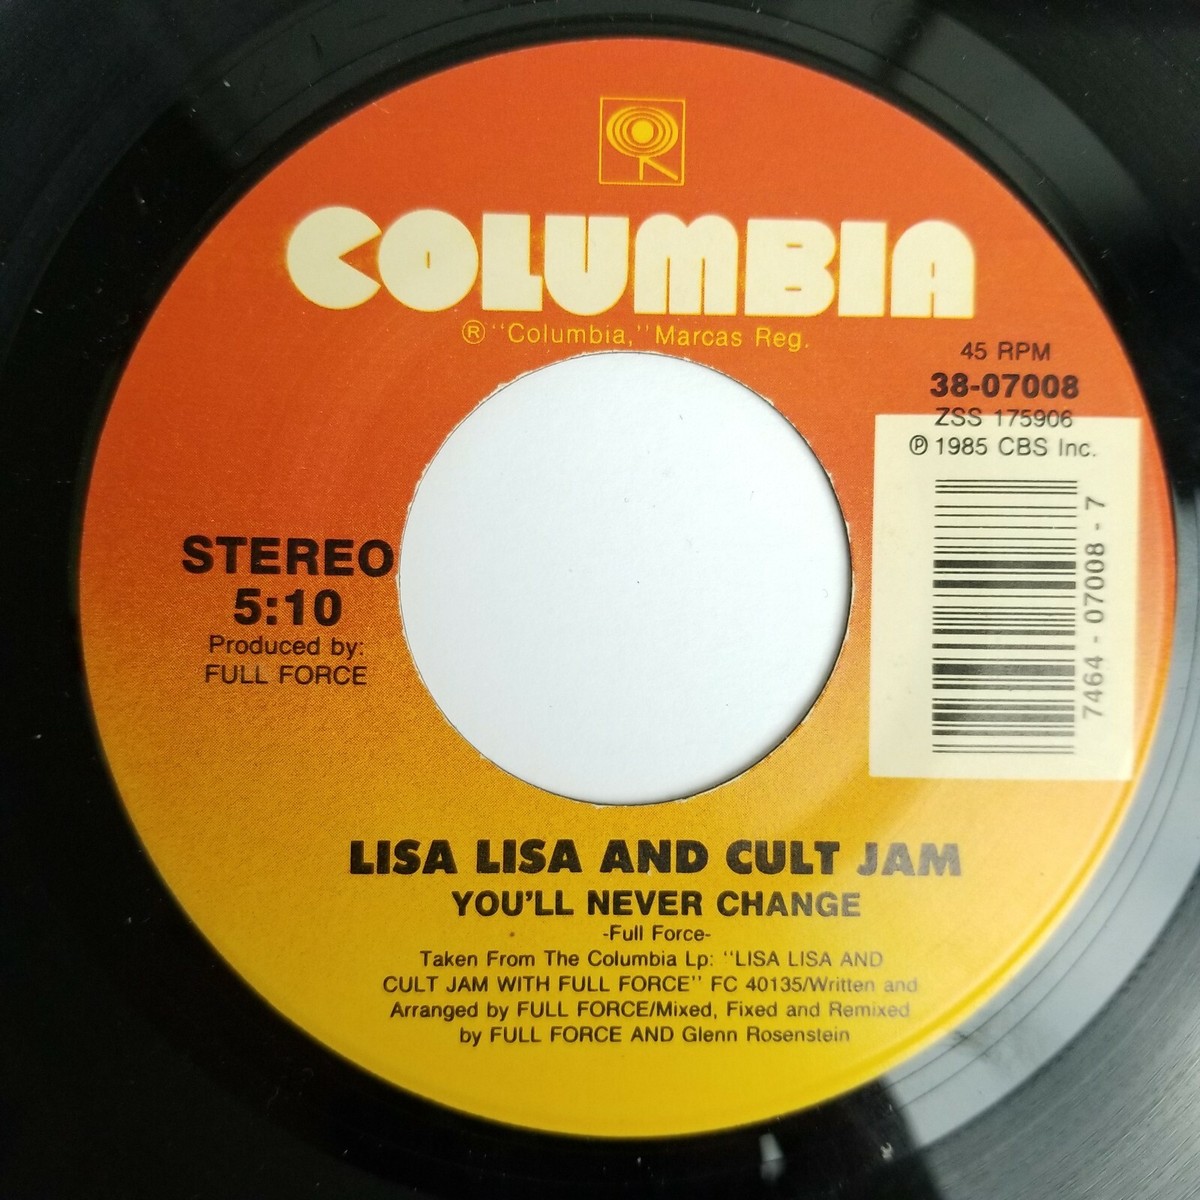 COLUMBIA
® "Columbia," Marcas Reg.
45 RPM
38-07008
ZSS 175906
℗ 1985 CBS Inc.
7464 - 07008 - 7
STEREO
5:10
Produced by:
FULL FORCE
LISA LISA AND CULT JAM
YOU'LL NEVER CHANGE
-Full Force-
Taken From The Columbia Lp: "LISA LISA AND
CULT JAM WITH FULL FORCE" FC 40135/Written and
Arranged by FULL FORCE/Mixed, Fixed and Remixed
by FULL FORCE AND Glenn Rosenstein